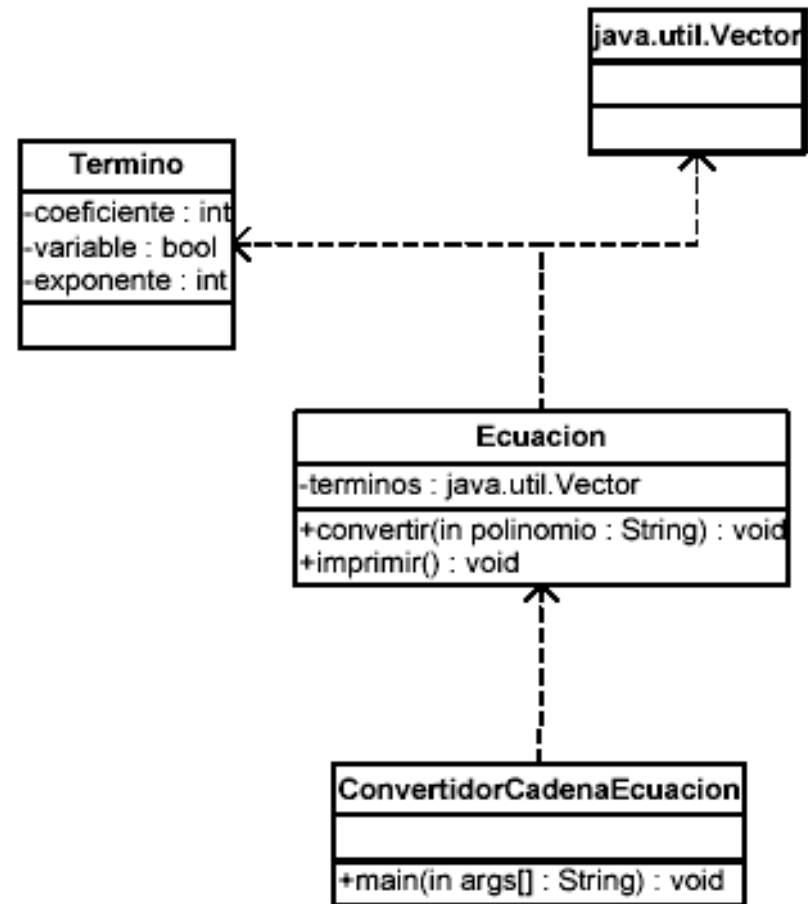 java.util.Vector
Termino
-coeficiente : int
-variable : bool
-exponente : int
Ecuacion
-terminos : java.util.Vector
+convertir(in polinomio : String) : void
+imprimir() : void
ConvertidorCadenaEcuacion
+main(in args[] : String) : void